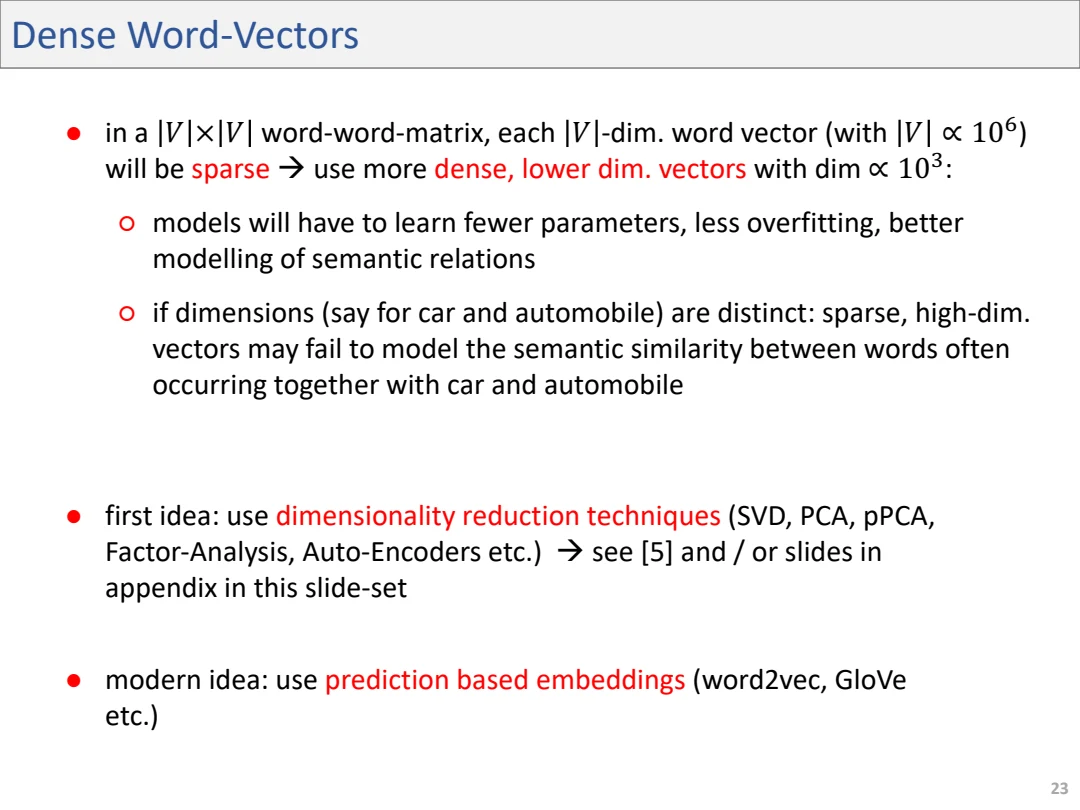 Dense Word-Vectors
● in a |𝑉|×|𝑉| word-word-matrix, each |𝑉|-dim. word vector (with |𝑉| ∝ 10⁶)
will be sparse → use more dense, lower dim. vectors with dim ∝ 10³:
○ models will have to learn fewer parameters, less overfitting, better
modelling of semantic relations
○ if dimensions (say for car and automobile) are distinct: sparse, high-dim.
vectors may fail to model the semantic similarity between words often
occurring together with car and automobile
● first idea: use dimensionality reduction techniques (SVD, PCA, pPCA,
Factor-Analysis, Auto-Encoders etc.) → see [5] and / or slides in
appendix in this slide-set
● modern idea: use prediction based embeddings (word2vec, GloVe
etc.)
23